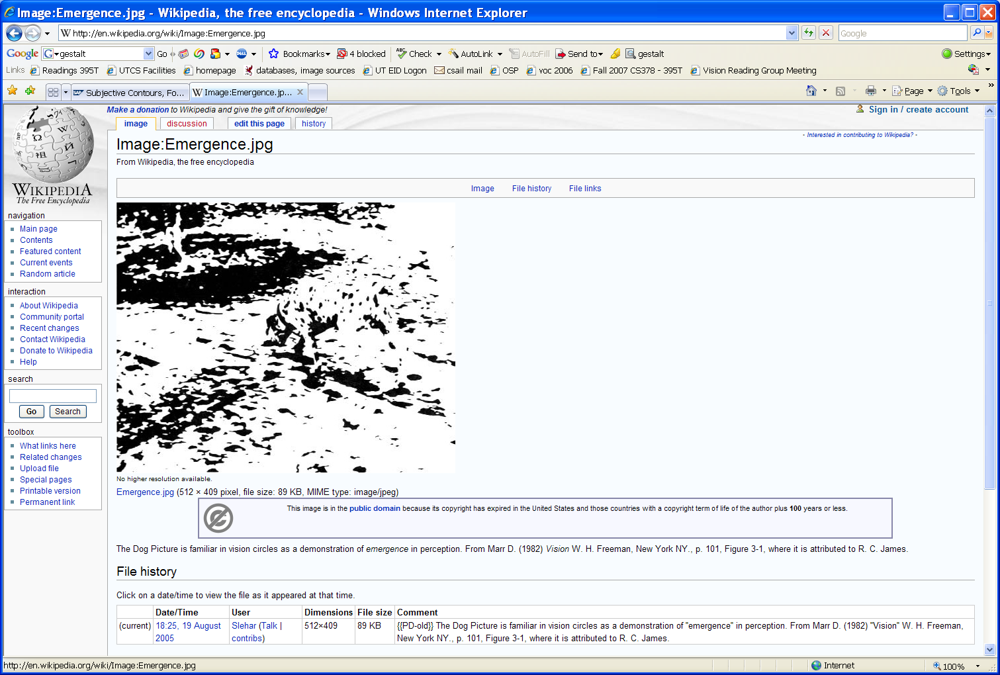 Image:Emergence.jpg - Wikipedia, the free encyclopedia - Windows Internet Explorer
http://en.wikipedia.org/wiki/Image:Emergence.jpg
Google
Google
gestalt
Go
Bookmarks
4 blocked
Check
AutoLink
AutoFill
Send to
gestalt
Settings
Links
Readings 395T
UTCS Facilities
homepage
databases, image sources
UT EID Logon
csail mail
OSP
voc 2006
Fall 2007 CS378 - 395T
Vision Reading Group Meeting
Subjective Contours, Fo...
Image:Emergence.jp...
Page
Tools
Make a donation to Wikipedia and give the gift of knowledge!
Sign in / create account
image
discussion
edit this page
history
- Interested in contributing to Wikipedia? -
Image:Emergence.jpg
From Wikipedia, the free encyclopedia
Image
File history
File links
WIKIPEDIA
The Free Encyclopedia
navigation
Main page
Contents
Featured content
Current events
Random article
interaction
About Wikipedia
Community portal
Recent changes
Contact Wikipedia
Donate to Wikipedia
Help
search
Go
Search
toolbox
What links here
Related changes
Upload file
Special pages
Printable version
Permanent link
No higher resolution available.
Emergence.jpg (512 × 409 pixel, file size: 89 KB, MIME type: image/jpeg)
This image is in the public domain because its copyright has expired in the United States and those countries with a copyright term of life of the author plus 100 years or less.
The Dog Picture is familiar in vision circles as a demonstration of emergence in perception. From Marr D. (1982) Vision W. H. Freeman, New York NY., p. 101, Figure 3-1, where it is attributed to R. C. James.
File history
Click on a date/time to view the file as it appeared at that time.
Date/Time
User
Dimensions
File size
Comment
(current)
18:25, 19 August
2005
Slehar (Talk |
contribs)
512×409
89 KB
{{PD-old}} The Dog Picture is familiar in vision circles as a demonstration of "emergence" in perception. From Marr D. (1982) "Vision" W. H. Freeman,
New York NY., p. 101, Figure 3-1, where it is attributed to R. C. James.
http://en.wikipedia.org/wiki/Image:Emergence.jpg
Internet
100%